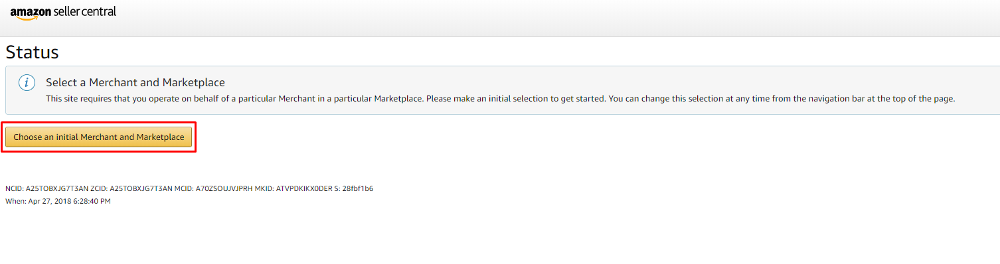 amazon seller central
Status
Select a Merchant and Marketplace
This site requires that you operate on behalf of a particular Merchant in a particular Marketplace. Please make an initial selection to get started. You can change this selection at any time from the navigation bar at the top of the page.
Choose an initial Merchant and Marketplace
NCID: A25TOBXJG7T3AN ZCID: A25TOBXJG7T3AN MCID: A70ZSOUJVJPRH MKID: ATVPDKIKX0DER S: 28fbf1b6
When: Apr 27, 2018 6:28:40 PM